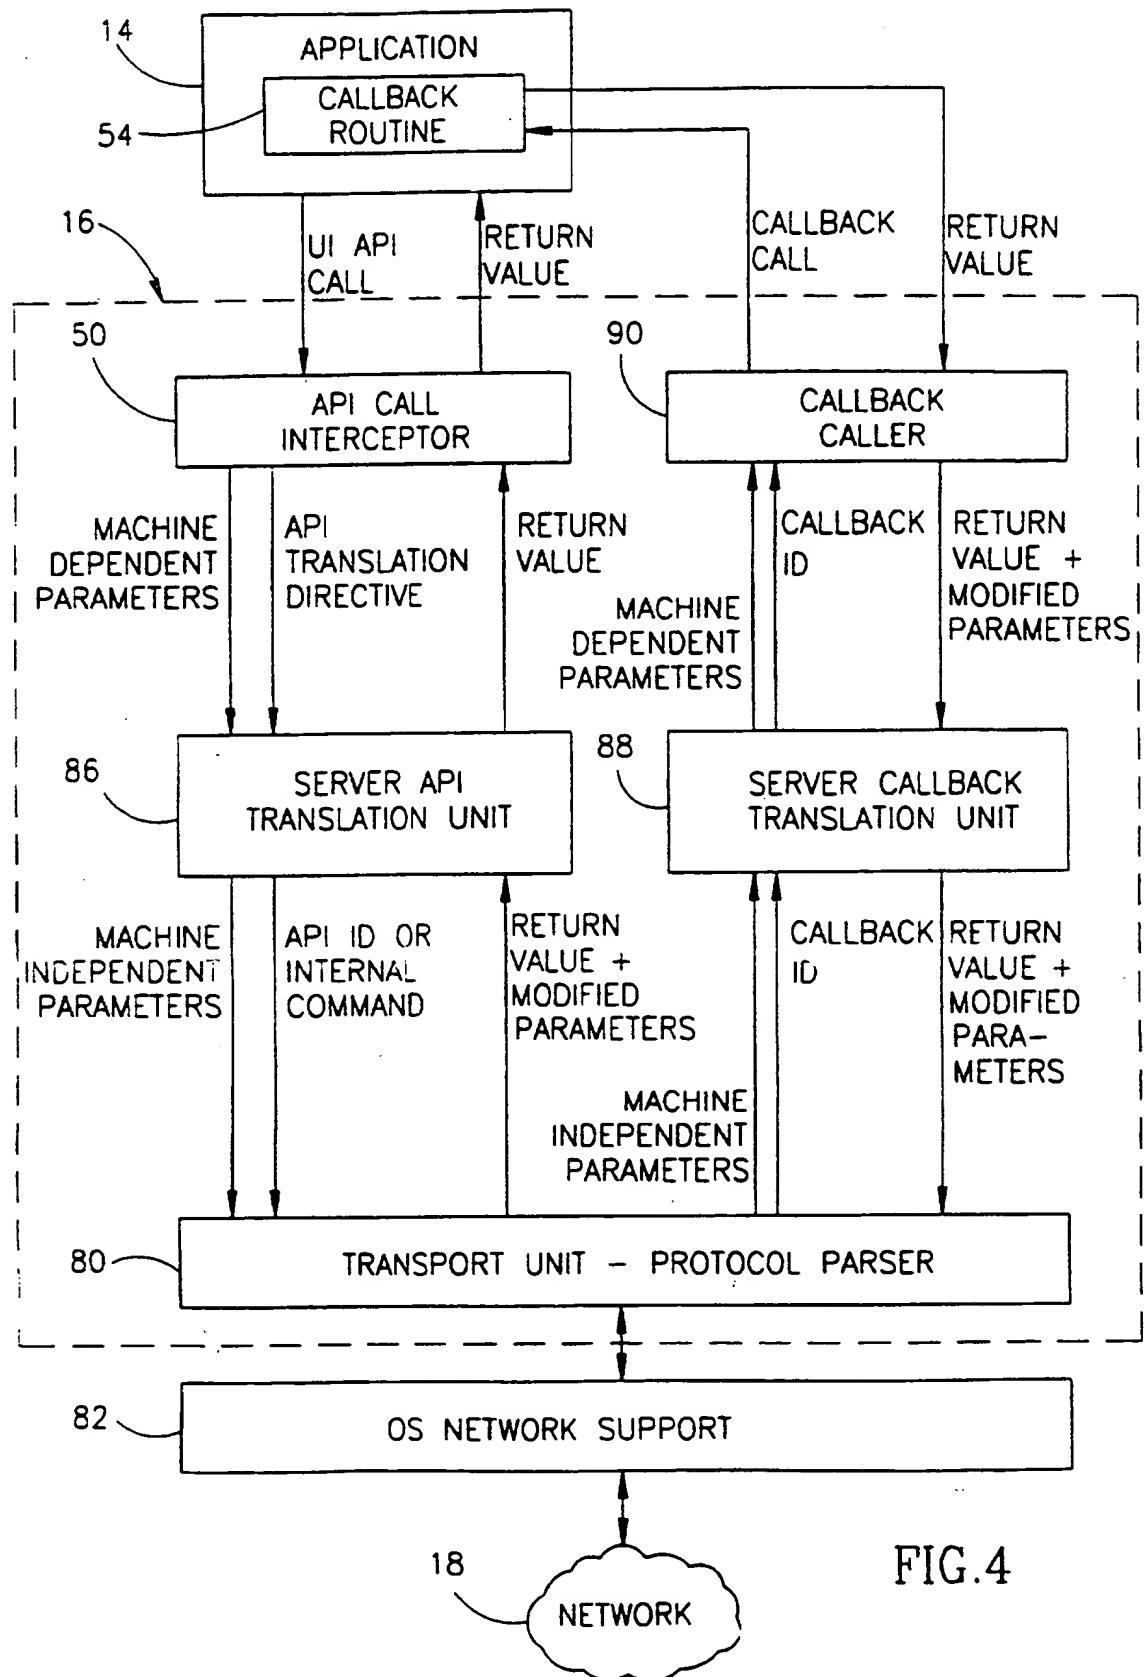 14
APPLICATION
CALLBACK
ROUTINE
54
16
UI API
CALL
RETURN
VALUE
CALLBACK
CALL
RETURN
VALUE
50
API CALL
INTERCEPTOR
90
CALLBACK
CALLER
MACHINE
DEPENDENT
PARAMETERS
API
TRANSLATION
DIRECTIVE
RETURN
VALUE
MACHINE
DEPENDENT
PARAMETERS
CALLBACK
ID
RETURN
VALUE +
MODIFIED
PARAMETERS
86
SERVER API
TRANSLATION UNIT
88
SERVER CALLBACK
TRANSLATION UNIT
MACHINE
INDEPENDENT
PARAMETERS
API ID OR
INTERNAL
COMMAND
RETURN
VALUE +
MODIFIED
PARAMETERS
MACHINE
INDEPENDENT
PARAMETERS
CALLBACK
ID
RETURN
VALUE +
MODIFIED
PARA-
METERS
80
TRANSPORT UNIT - PROTOCOL PARSER
82
OS NETWORK SUPPORT
18
NETWORK
FIG.4